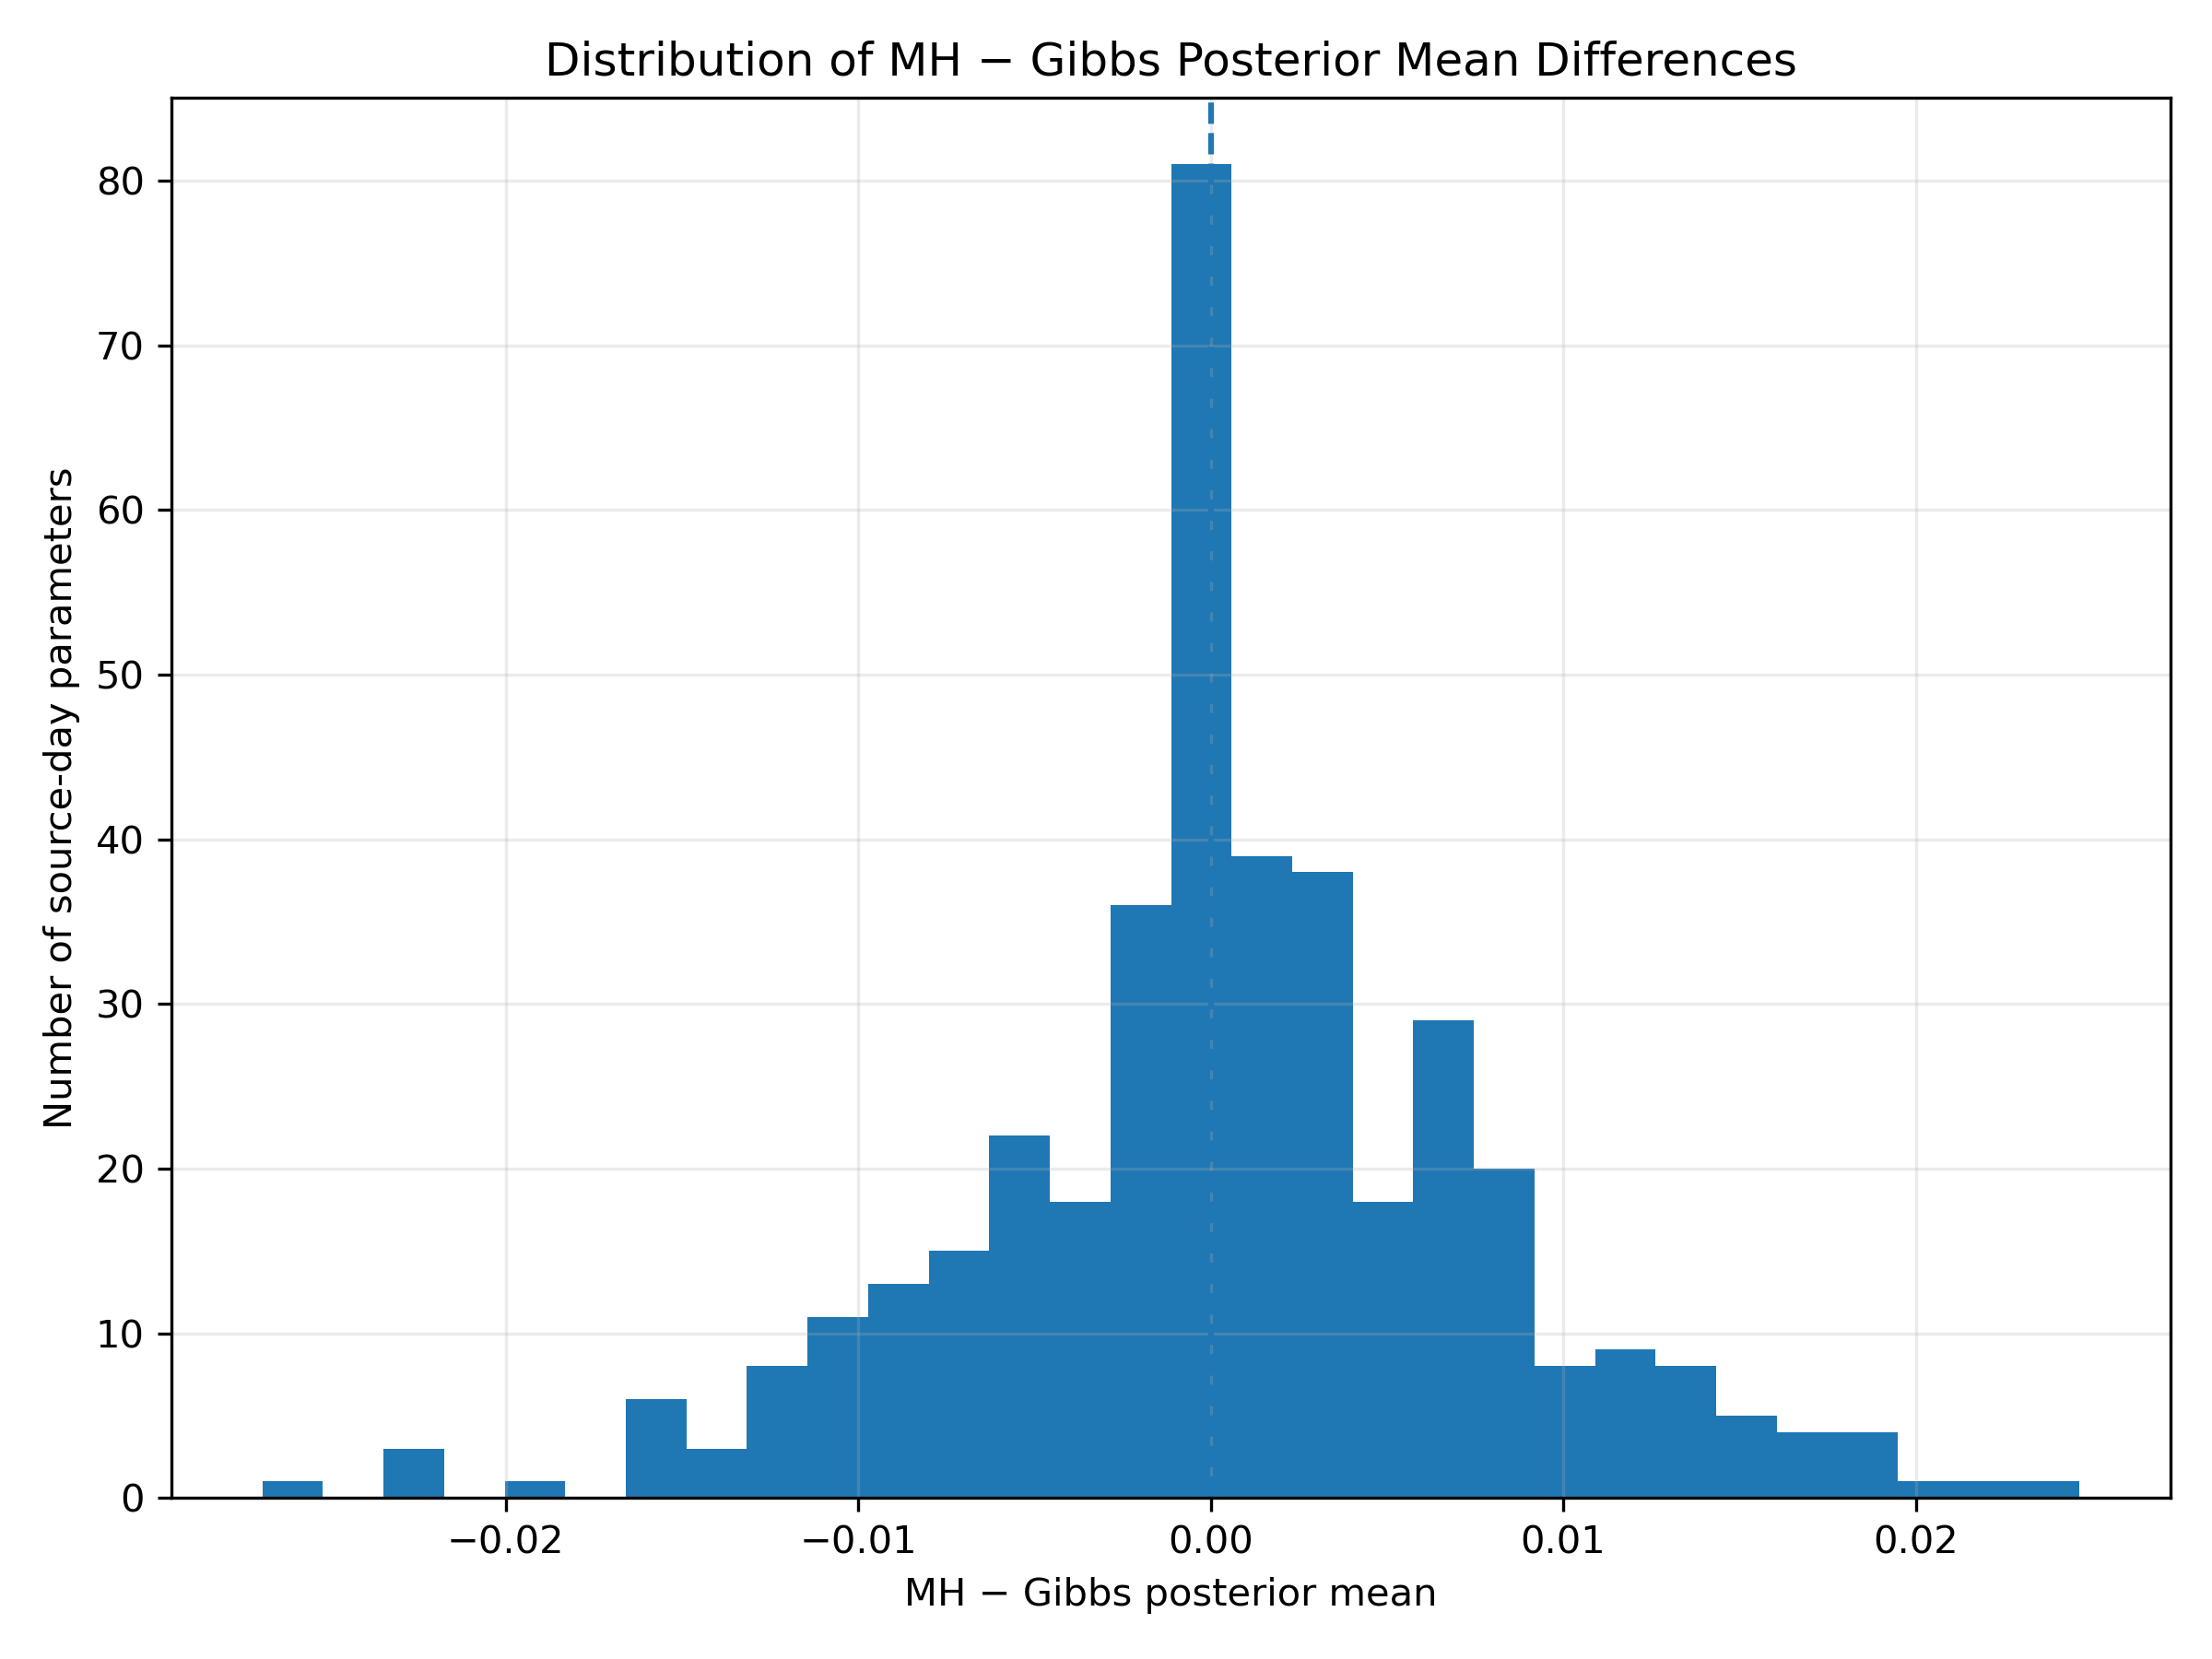 Distribution of MH − Gibbs Posterior Mean Differences
Number of source-day parameters
80
70
60
50
40
30
20
10
0
−0.02 −0.01 0.00 0.01 0.02
MH − Gibbs posterior mean